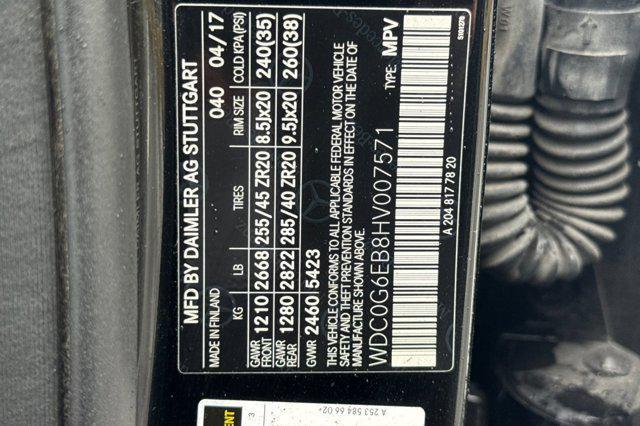 MFD BY DAIMLER AG STUTTGART
MADE IN FINLAND 040 04/17
KG LB TIRES RIM SIZE COLD KPA(PSI)
GAWR FRONT 1210 2668 255/45 ZR20 8.5Jx20 240(35)
GAWR REAR 1280 2822 285/40 ZR20 9.5Jx20 260(38)
GVWR 2460 5423
THIS VEHICLE CONFORMS TO ALL APPLICABLE FEDERAL MOTOR VEHICLE
SAFETY AND THEFT PREVENTION STANDARDS IN EFFECT ON THE DATE OF
MANUFACTURE SHOWN ABOVE.
TYPE: MPV
WDC0G6EB8HV007571
A 204 817 78 20
A 253 584 66 02
3